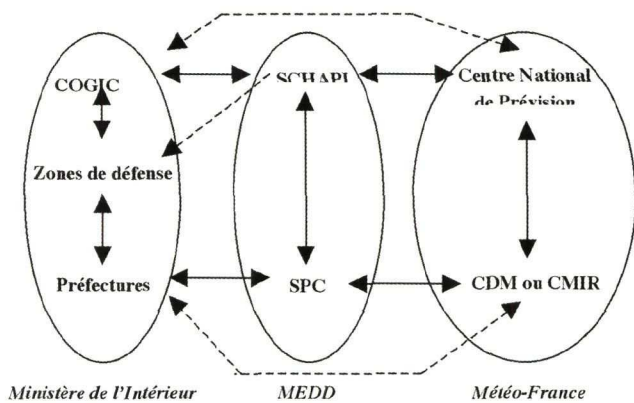 COGIC
SCHAPI
Centre National
de Prévision
Zones de défense
Préfectures
SPC
CDM ou CMIR
Ministère de l'Intérieur
MEDD
Météo-France